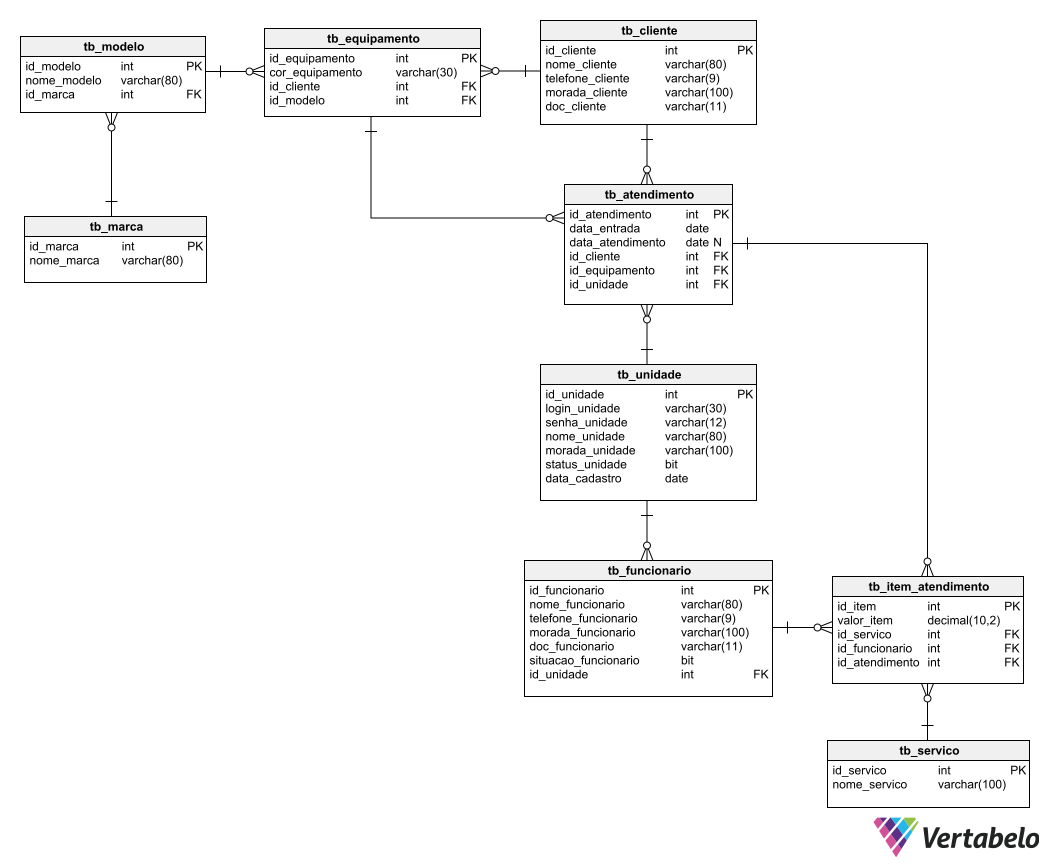 tb_modelo
id_modelo int PK
nome_modelo varchar(80)
id_marca int FK
tb_equipamento
id_equipamento int PK
cor_equipamento varchar(30)
id_cliente int FK
id_modelo int FK
tb_cliente
id_cliente int PK
nome_cliente varchar(80)
telefone_cliente varchar(9)
morada_cliente varchar(100)
doc_cliente varchar(11)
tb_marca
id_marca int PK
nome_marca varchar(80)
tb_atendimento
id_atendimento int PK
data_entrada date
data_atendimento date N
id_cliente int FK
id_equipamento int FK
id_unidade int FK
tb_unidade
id_unidade int PK
login_unidade varchar(30)
senha_unidade varchar(12)
nome_unidade varchar(80)
morada_unidade varchar(100)
status_unidade bit
data_cadastro date
tb_funcionario
id_funcionario int PK
nome_funcionario varchar(80)
telefone_funcionario varchar(9)
morada_funcionario varchar(100)
doc_funcionario varchar(11)
situacao_funcionario bit
id_unidade int FK
tb_item_atendimento
id_item int PK
valor_item decimal(10,2)
id_servico int FK
id_funcionario int FK
id_atendimento int FK
tb_servico
id_servico int PK
nome_servico varchar(100)
Vertabelo